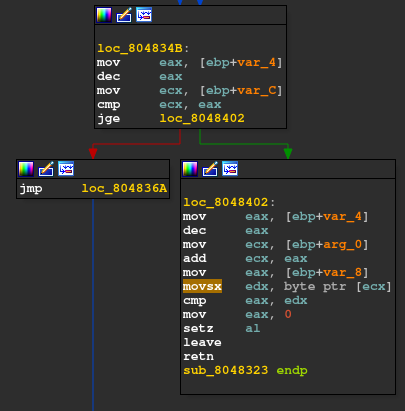 loc_804834B:
mov     eax, [ebp+var_4]
dec     eax
mov     ecx, [ebp+var_C]
cmp     ecx, eax
jge     loc_8048402
jmp     loc_804836A
loc_8048402:
mov     eax, [ebp+var_4]
dec     eax
mov     ecx, [ebp+arg_0]
add     ecx, eax
mov     eax, [ebp+var_8]
movsx   edx, byte ptr [ecx]
cmp     eax, edx
mov     eax, 0
setz    al
leave
retn
sub_8048323 endp